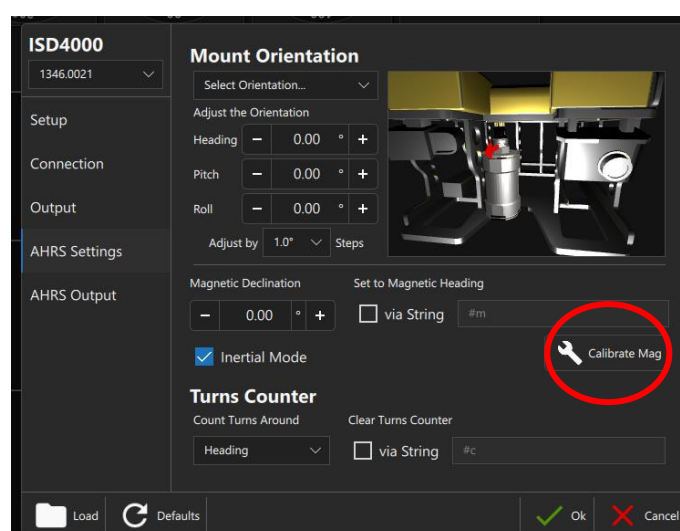 ISD4000
1346.0021
Setup
Connection
Output
AHRS Settings
AHRS Output
Mount Orientation
Select Orientation...
Adjust the Orientation
Heading − 0.00 ° +
Pitch − 0.00 ° +
Roll − 0.00 ° +
Adjust by 1.0° Steps
Magnetic Declination Set to Magnetic Heading
− 0.00 ° + via String #m
Inertial Mode Calibrate Mag
Turns Counter
Count Turns Around Clear Turns Counter
Heading via String #c
Load Defaults Ok Cancel